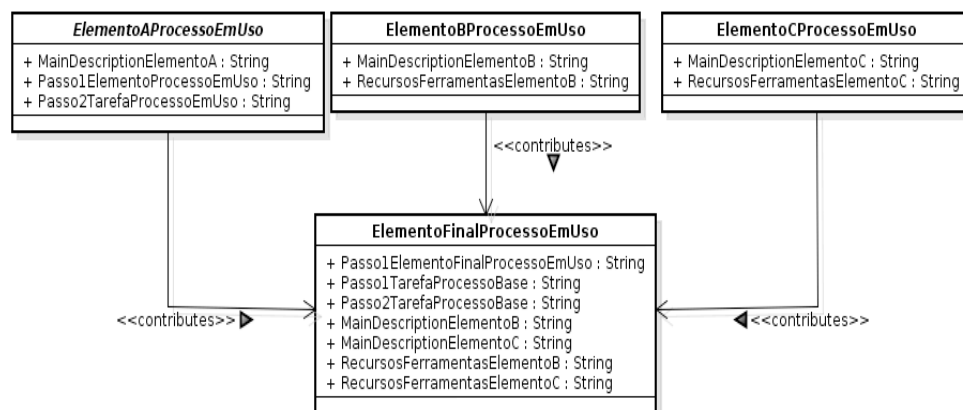 ElementoAProcessoEmUso
+ MainDescriptionElementoA : String
+ Passo1ElementoProcessoEmUso : String
+ Passo2TarefaProcessoEmUso : String
ElementoBProcessoEmUso
+ MainDescriptionElementoB : String
+ RecursosFerramentasElementoB : String
ElementoCProcessoEmUso
+ MainDescriptionElementoC : String
+ RecursosFerramentasElementoC : String
<<contributes>>
ElementoFinalProcessoEmUso
+ Passo1ElementoFinalProcessoEmUso : String
+ Passo1TarefaProcessoBase : String
+ Passo2TarefaProcessoBase : String
+ MainDescriptionElementoB : String
+ MainDescriptionElementoC : String
+ RecursosFerramentasElementoB : String
+ RecursosFerramentasElementoC : String
<<contributes>>
<<contributes>>